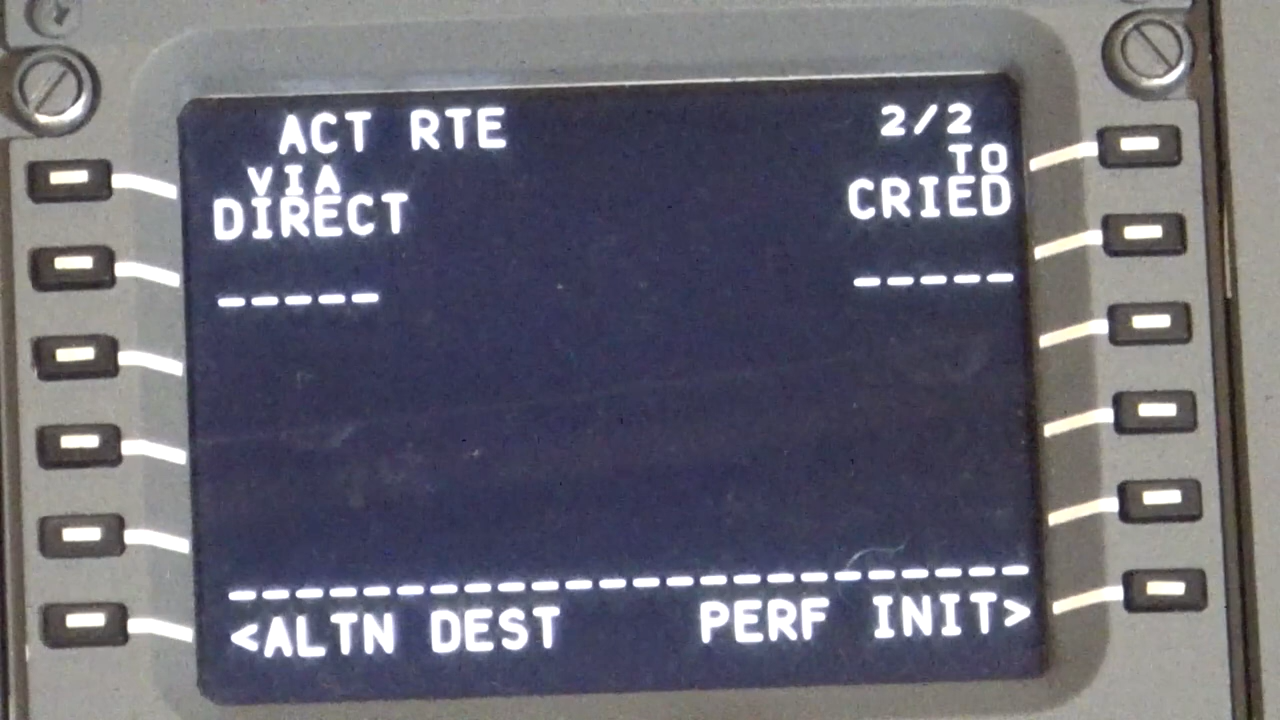 ACT RTE 2/2
VIA TO
DIRECT CRIED
----- -----
------------------------
<ALTN DEST PERF INIT>